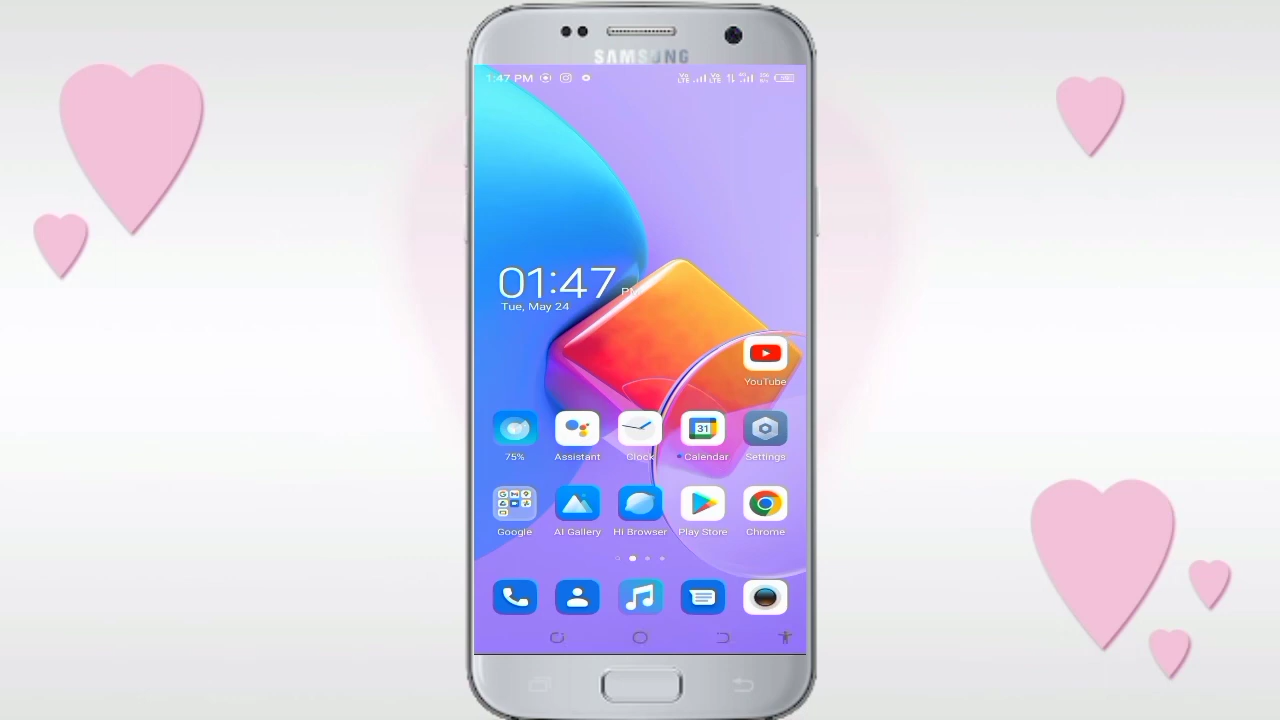 SAMSUNG
1:47 PM
01:47 PM
Tue, May 24
YouTube
75%
Assistant
Clock
31
Calendar
Settings
Google
AI Gallery
Hi Browser
Play Store
Chrome